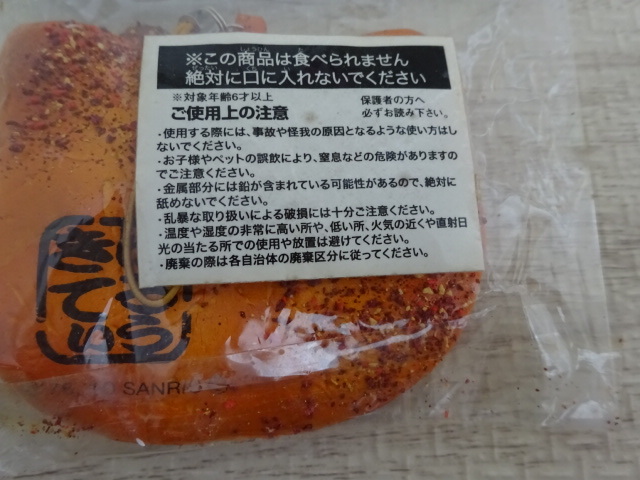 ※この商品は食べられません
絶対に口に入れないでください
※対象年齢6才以上
ご使用上の注意
保護者の方へ
必ずお読み下さい。
・使用する際には、事故や怪我の原因となるような使い方はし
ないでください。
・お子様やペットの誤飲により、窒息などの危険がありますの
でご注意ください。
・金属部分には鉛が含まれている可能性があるので、絶対に
舐めないでください。
・乱暴な取り扱いによる破損には十分ご注意ください。
・温度や湿度の非常に高い所や、低い所、火気の近くや直射日
光の当たる所での使用や放置は避けてください。
・廃棄の際は各自治体の廃棄区分に従ってください。
きてぃ
SANRIO